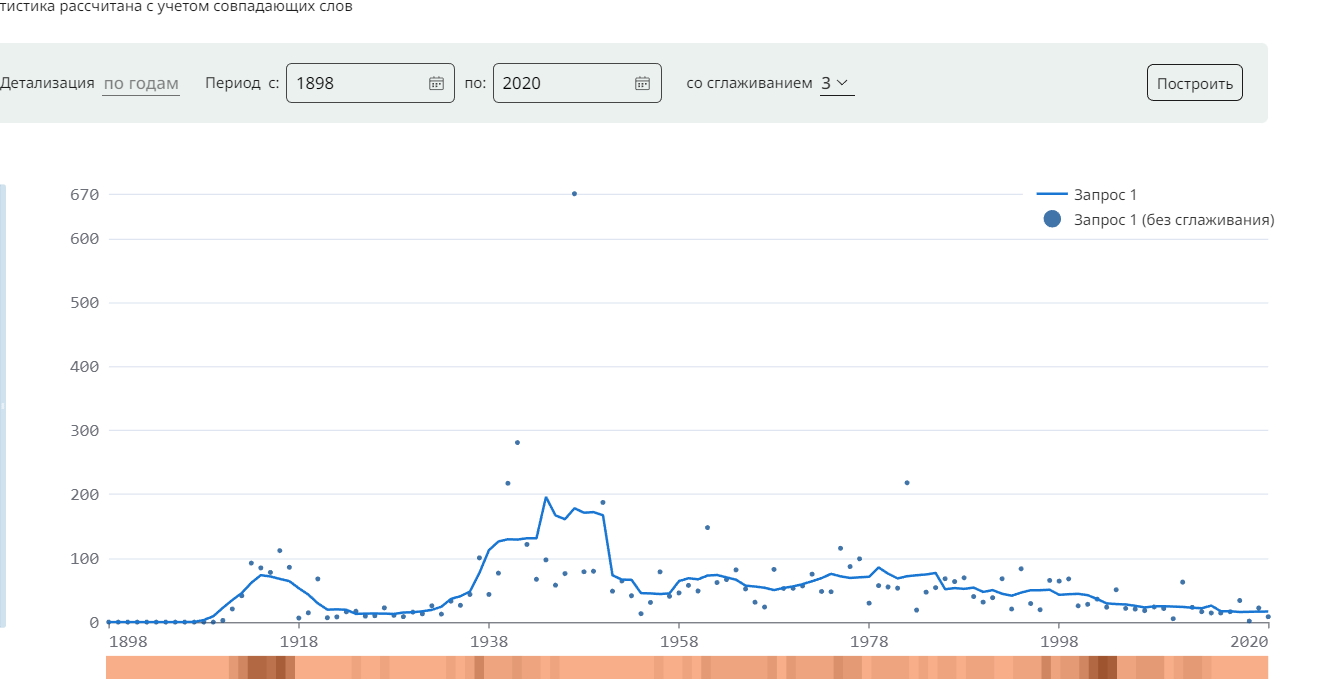 тистика рассчитана с учетом совпадающих слов
Детализация по годам Период с: 1898 по: 2020 со сглаживанием 3 Построить
670
600
500
400
300
200
100
0
Запрос 1
Запрос 1 (без сглаживания)
1898 1918 1938 1958 1978 1998 2020